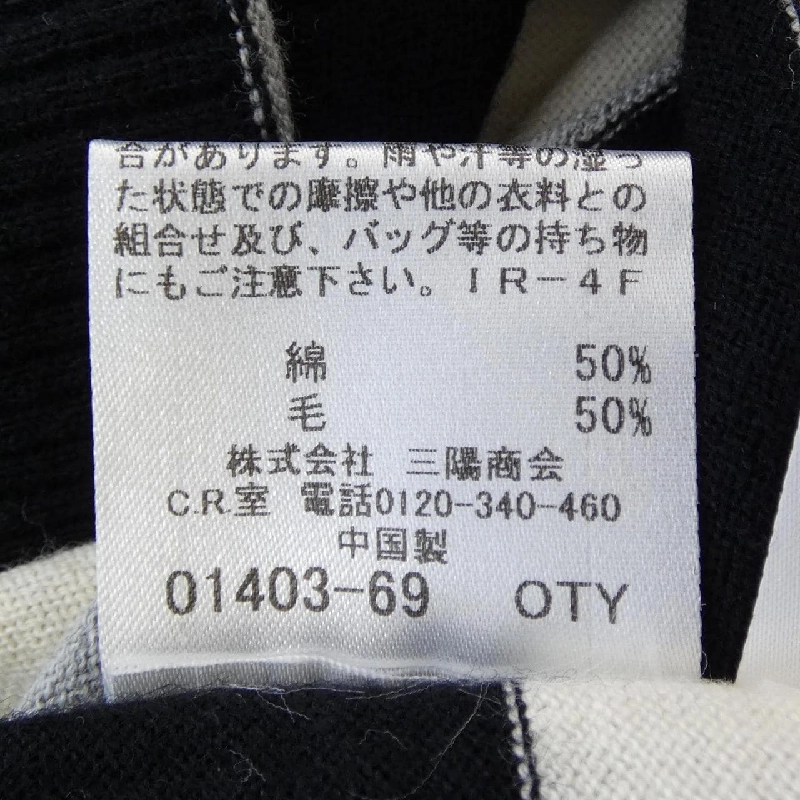 合があります。雨や汗等の湿っ
た状態での摩擦や他の衣料との
組合せ及び、バッグ等の持ち物
にもご注意下さい。IR-4F
綿 50%
毛 50%
株式会社 三陽商会
C.R.室 電話0120-340-460
中国製
01403-69 OTY